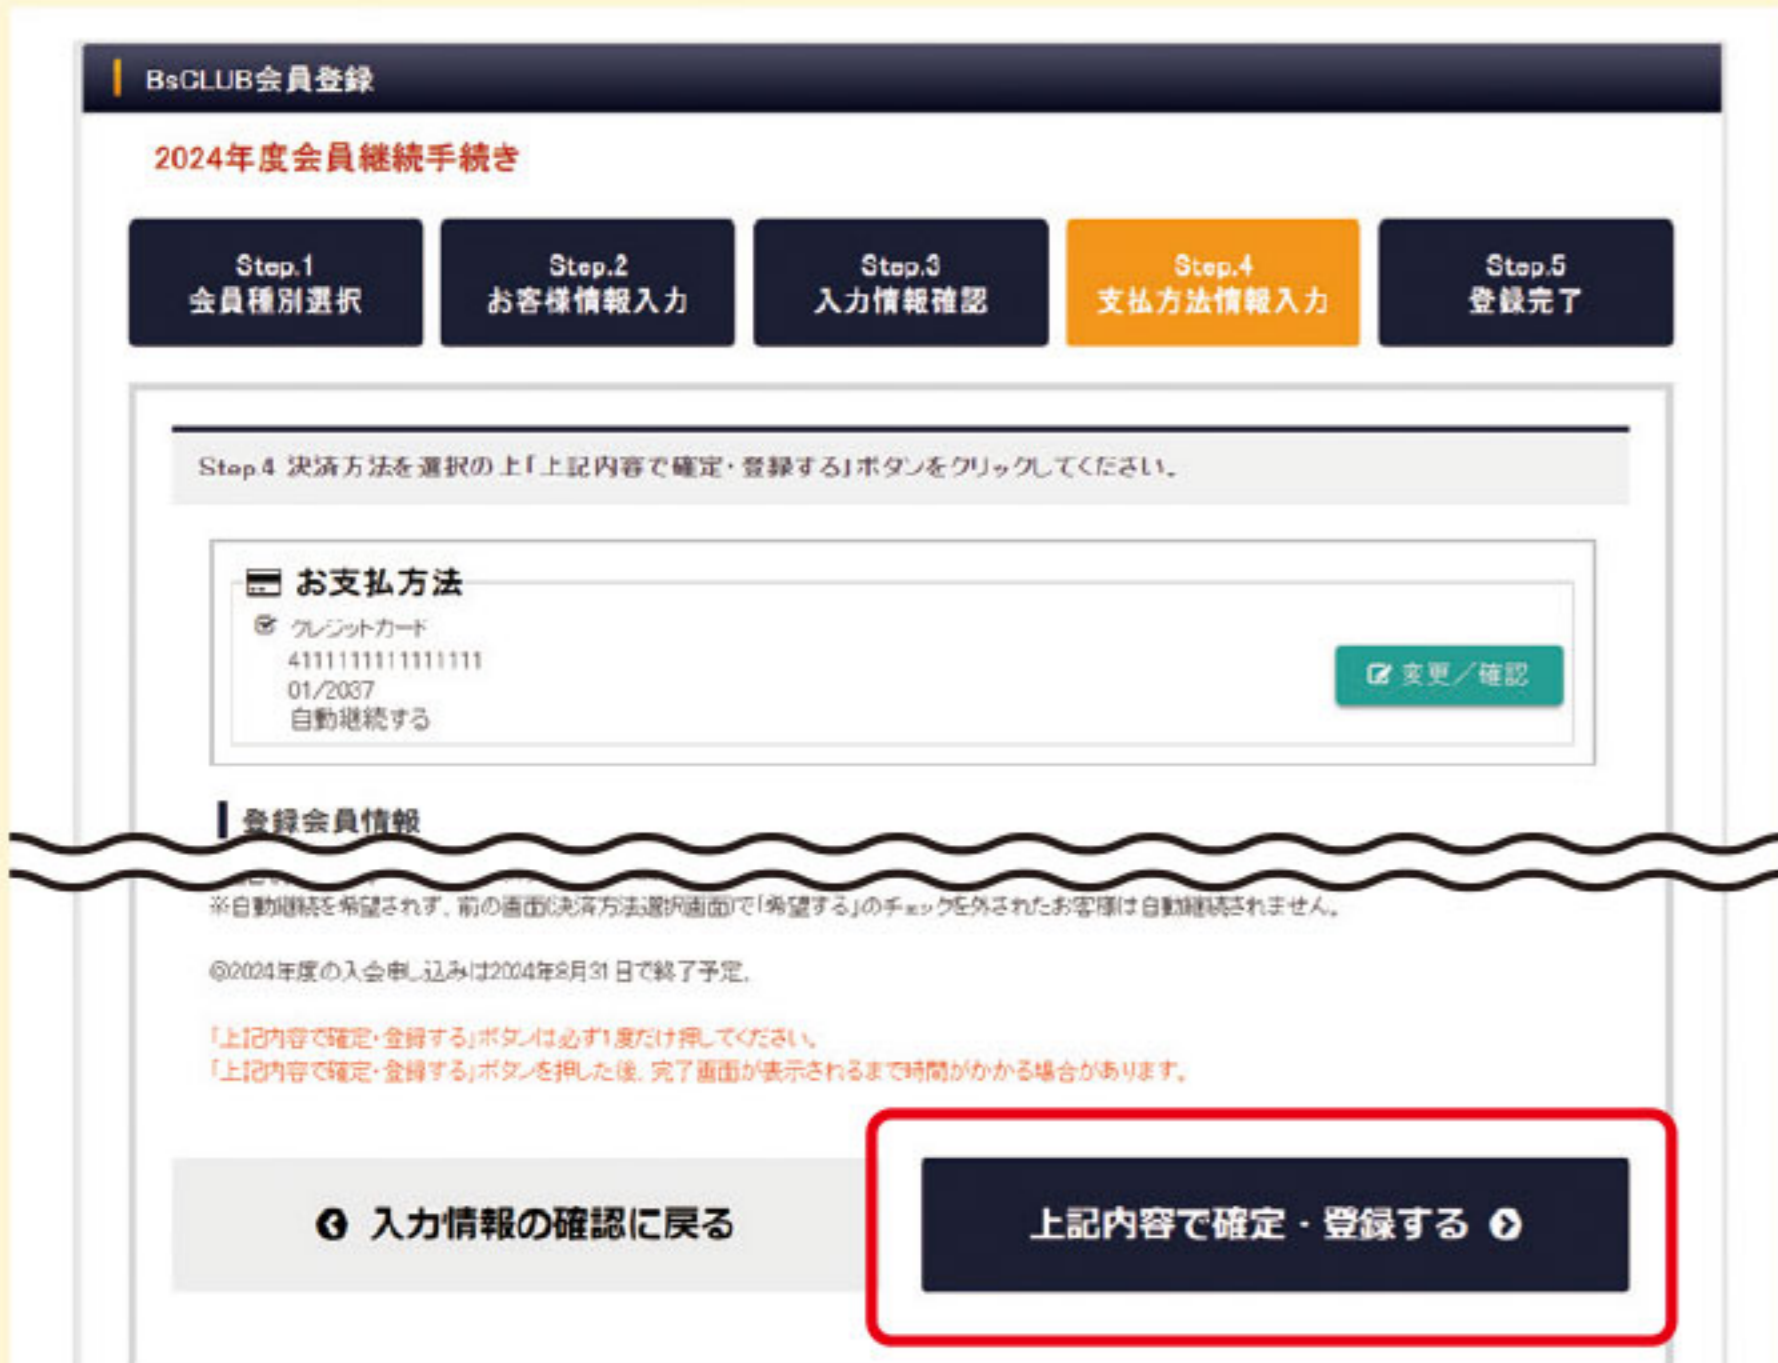 BsCLUB会員登録
2024年度会員継続手続き
Step.1
会員種別選択
Step.2
お客様情報入力
Step.3
入力情報確認
Step.4
支払方法情報入力
Step.5
登録完了
Step.4 決済方法を選択の上「上記内容で確定・登録する」ボタンをクリックしてください。
お支払方法
クレジットカード
4111111111111111
01/2037
自動継続する
変更／確認
登録会員情報
※自動継続を希望されず、前の画面(決済方法選択画面)で「希望する」のチェックを外されたお客様は自動継続されません。
◎2024年度の入会申し込みは2024年8月31日で終了予定。
「上記内容で確定・登録する」ボタンは必ず1度だけ押してください。
「上記内容で確定・登録する」ボタンを押した後、完了画面が表示されるまで時間がかかる場合があります。
入力情報の確認に戻る
上記内容で確定・登録する